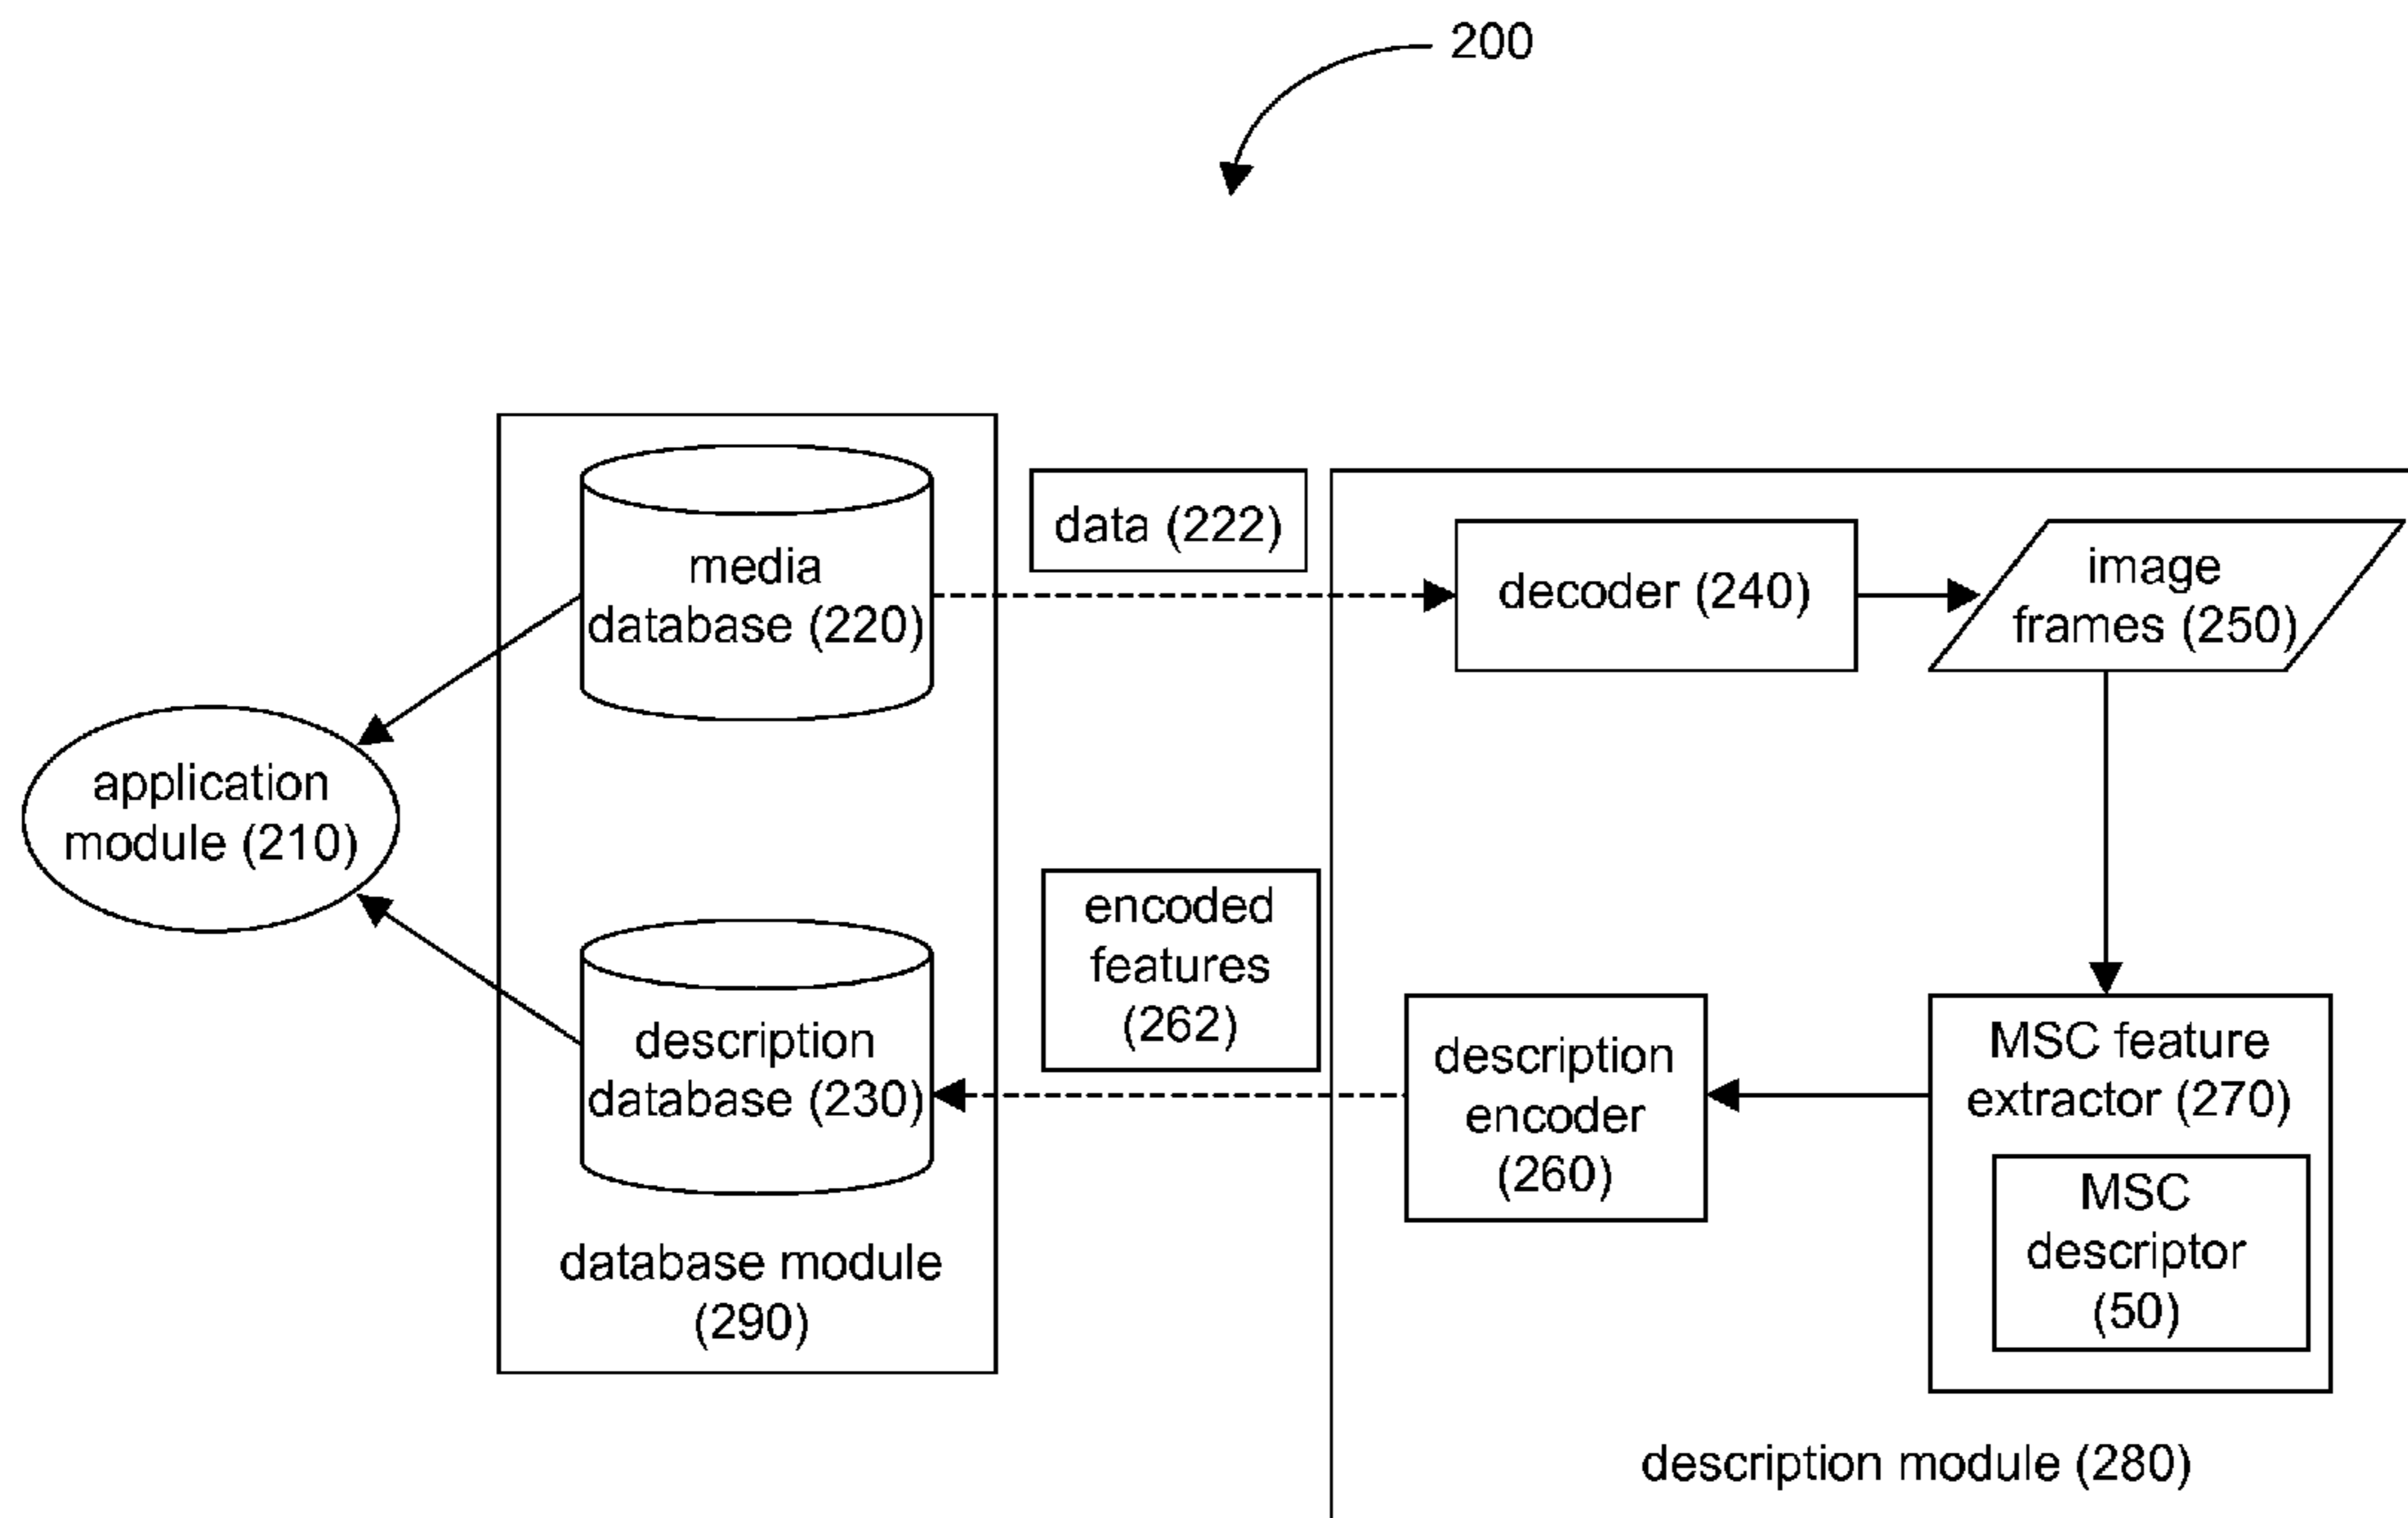 200
media
database (220)
data (222)
decoder (240)
image
frames (250)
application
module (210)
encoded
features
(262)
description
database (230)
description
encoder
(260)
MSC feature
extractor (270)
MSC
descriptor
(50)
database module
(290)
description module (280)